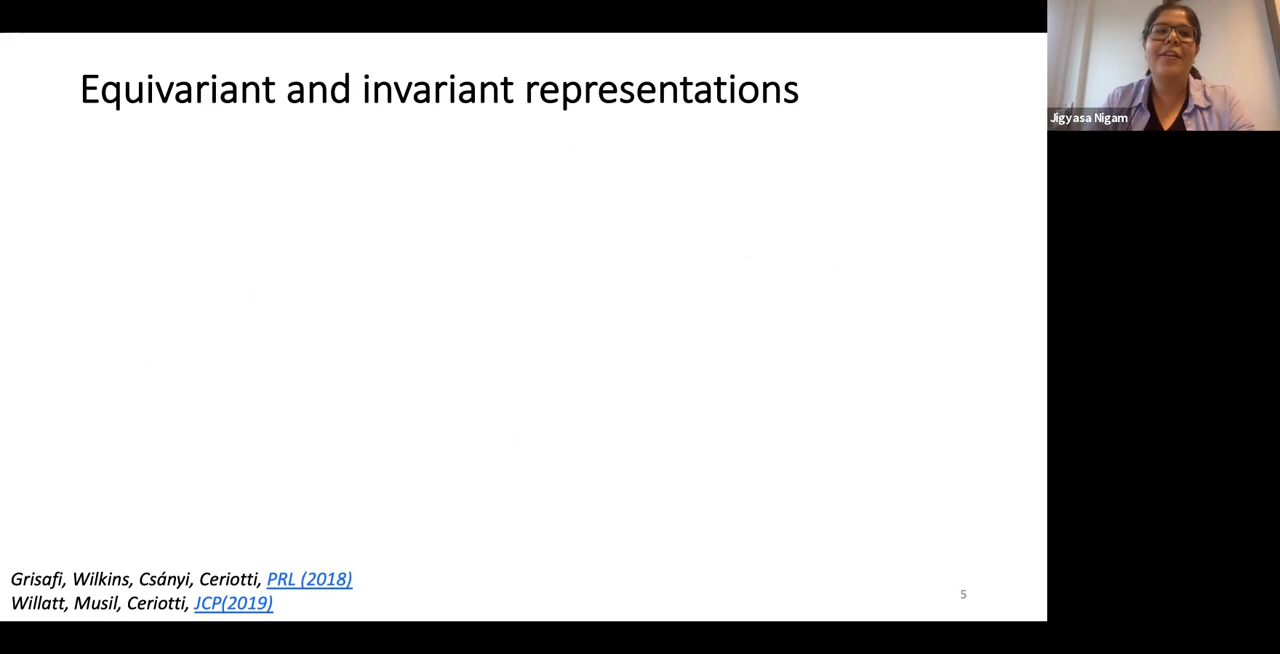 Equivariant and invariant representations
Jigyasa Nigam
Grisafi, Wilkins, Csányi, Ceriotti, PRL (2018)
Willatt, Musil, Ceriotti, JCP(2019)
5